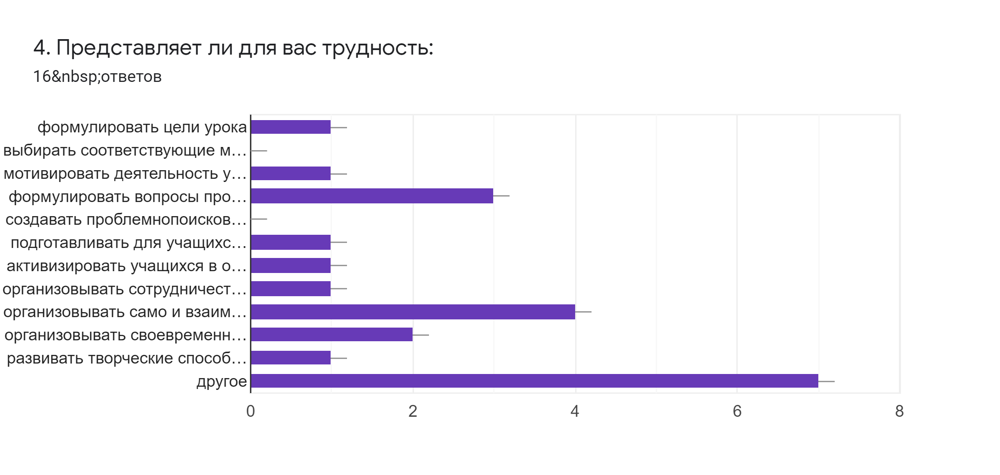 4. Представляет ли для вас трудность:
16&nbsp;ответов
формулировать цели урока
выбирать соответствующие м…
мотивировать деятельность у…
формулировать вопросы про…
создавать проблемнопоисков…
подготавливать для учащихс…
активизировать учащихся в о…
организовывать сотрудничест…
организовывать само и взаим…
организовывать своевременн…
развивать творческие способ…
другое
0 2 4 6 8